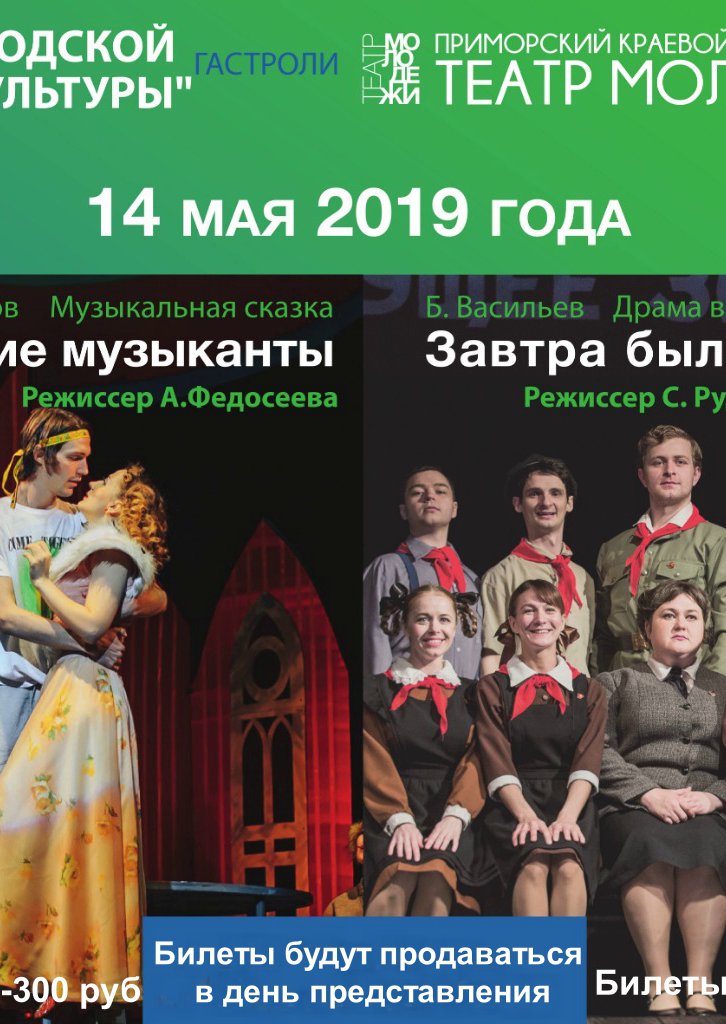 ОДСКОЙ
УЛЬТУРЫ"
ГАСТРОЛИ
ТЕАТР
МО
ЛО
ДЕ
ЖИ
ПРИМОРСКИЙ КРАЕВОЙ
ТЕАТР МОЛ
14 МАЯ 2019 ГОДА
ов Музыкальная сказка
ие музыканты
Режиссер А.Федосеева
Б. Васильев Драма в
Завтра был
Режиссер С. Ру
-300 руб
Билеты будут продаваться
в день представления
Билеты